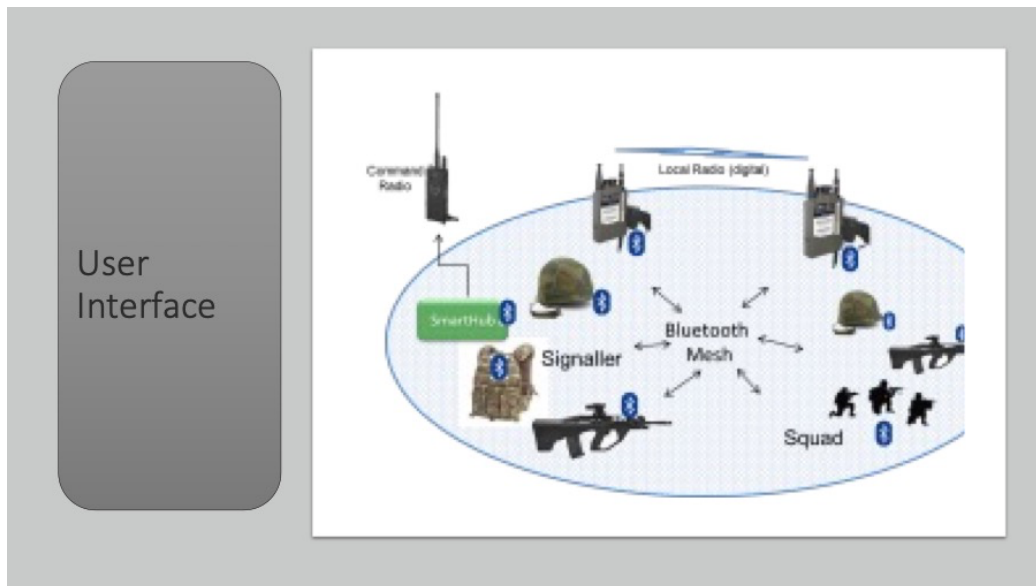 User
Interface
Command
Radio
Local Radio (digital)
SmartHub
Signaller
Bluetooth
Mesh
Squad